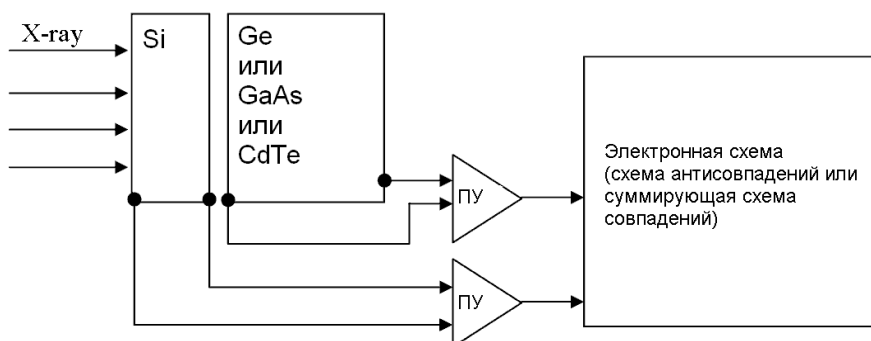 X-ray
Si
Ge
или
GaAs
или
CdTe
ПУ
Электронная схема
(схема антисовпадений или
суммирующая схема
совпадений)
ПУ